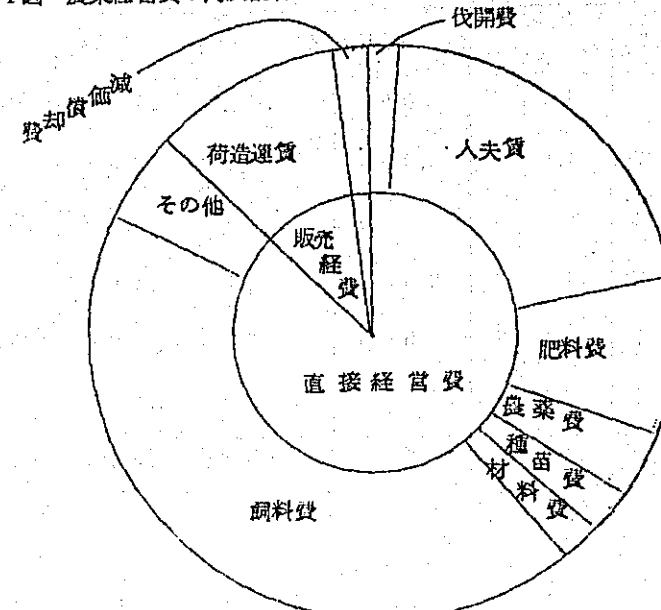 伐開費
減価償却費
荷造運賃
人夫賃
その他
販売
経
費
肥料費
直接経営費
農薬費
種苗費
材料費
飼料費